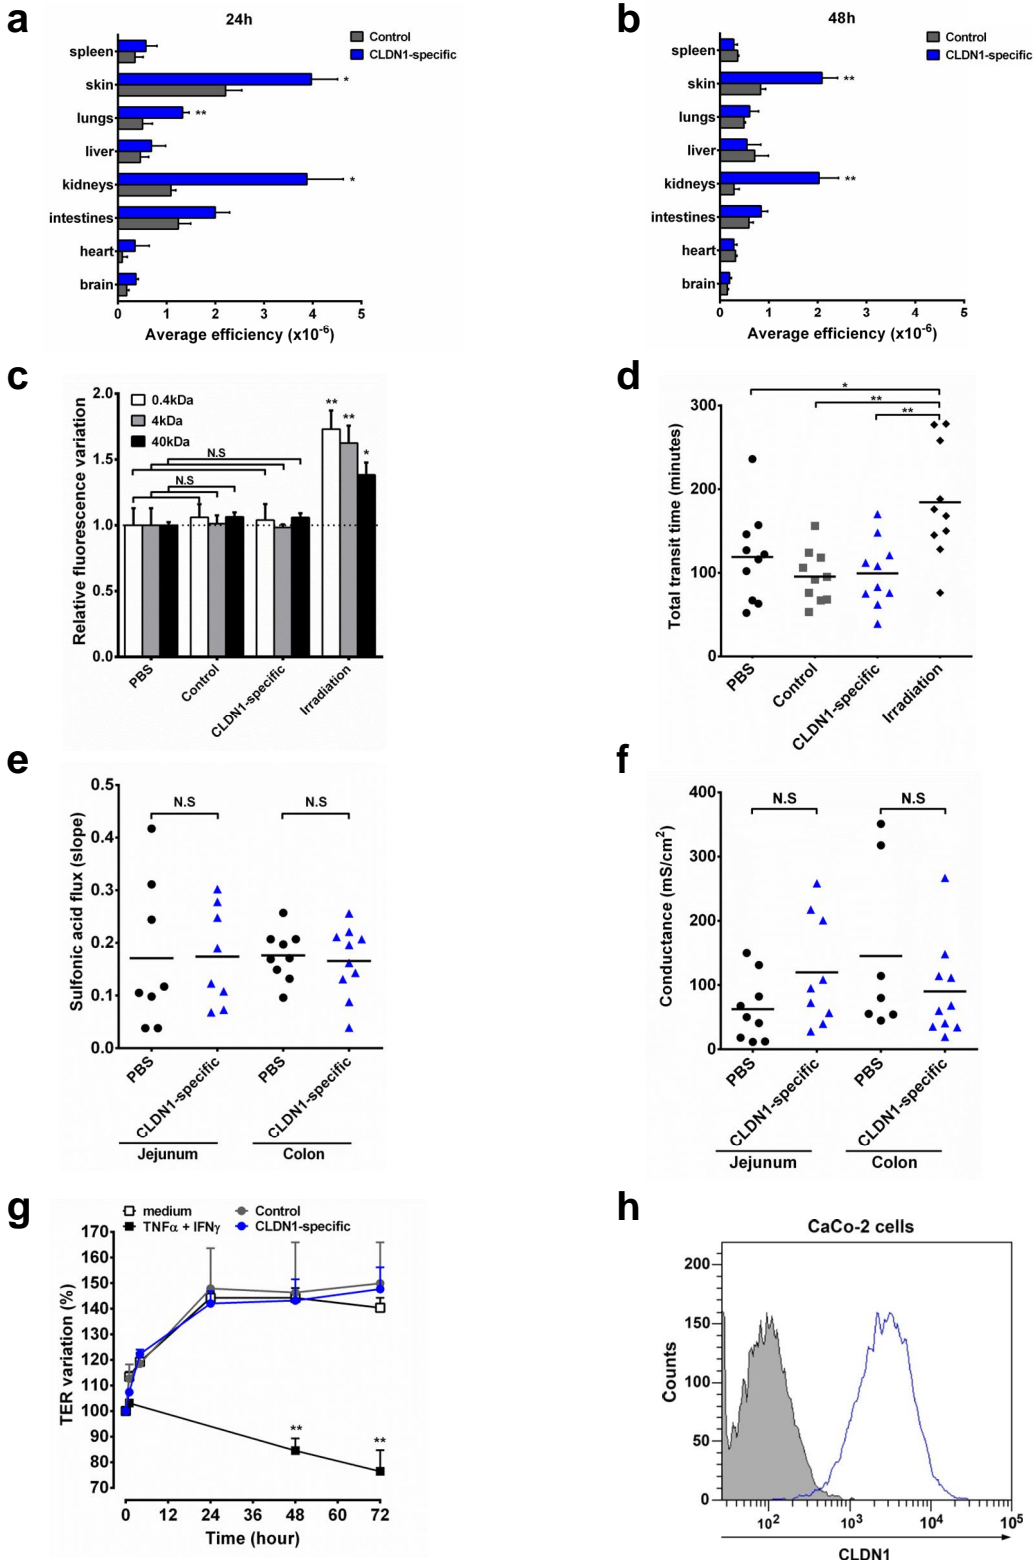 a
24h
Control
CLDN1-specific
spleen
skin
*
lungs
**
liver
kidneys
*
intestines
heart
brain
0 1 2 3 4 5
Average efficiency (x10-6)
b
48h
Control
CLDN1-specific
spleen
skin
**
lungs
liver
kidneys
**
intestines
heart
brain
0 1 2 3 4 5
Average efficiency (x10-6)
c
Relative fluorescence variation
2.0
1.5
1.0
0.5
0.0
0.4kDa
4kDa
40kDa
N.S
N.S
**
**
*
PBS
Control
CLDN1-specific
Irradiation
d
Total transit time (minutes)
300
200
100
0
*
**
**
PBS
Control
CLDN1-specific
Irradiation
e
Sulfonic acid flux (slope)
0.5
0.4
0.3
0.2
0.1
0.0
N.S
N.S
PBS
CLDN1-specific
PBS
CLDN1-specific
Jejunum
Colon
f
Conductance (mS/cm2)
400
300
200
100
0
N.S
N.S
PBS
CLDN1-specific
PBS
CLDN1-specific
Jejunum
Colon
g
medium
Control
TNFα + IFNγ
CLDN1-specific
TER variation (%)
170
160
150
140
130
120
110
100
90
80
70
**
**
0 12 24 36 48 60 72
Time (hour)
h
CaCo-2 cells
Counts
200
150
100
50
0
102 103 104 105
CLDN1